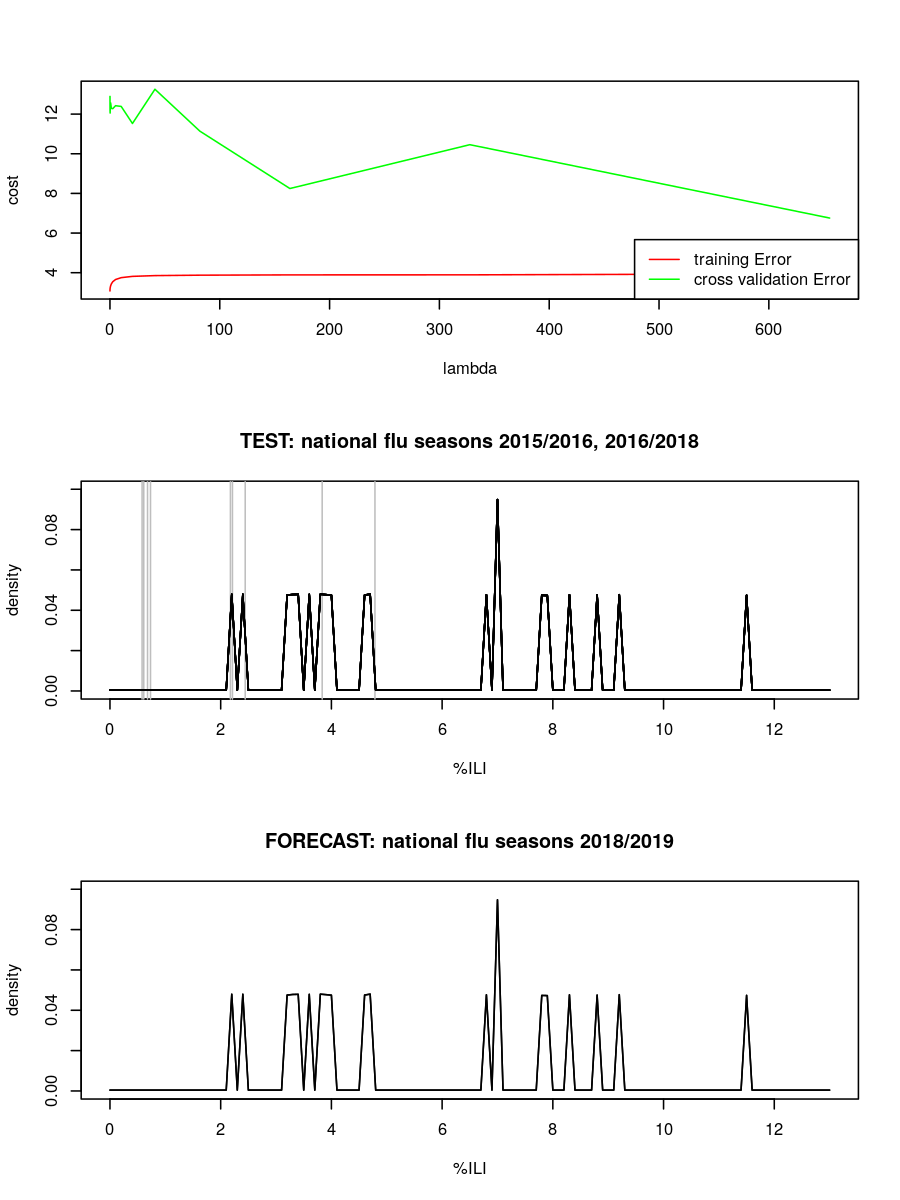 12
10
8
6
4
cost
training Error
cross validation Error
0 100 200 300 400 500 600
lambda
TEST: national flu seasons 2015/2016, 2016/2018
0.08
0.04
0.00
density
0 2 4 6 8 10 12
%ILI
FORECAST: national flu seasons 2018/2019
0.08
0.04
0.00
density
0 2 4 6 8 10 12
%ILI